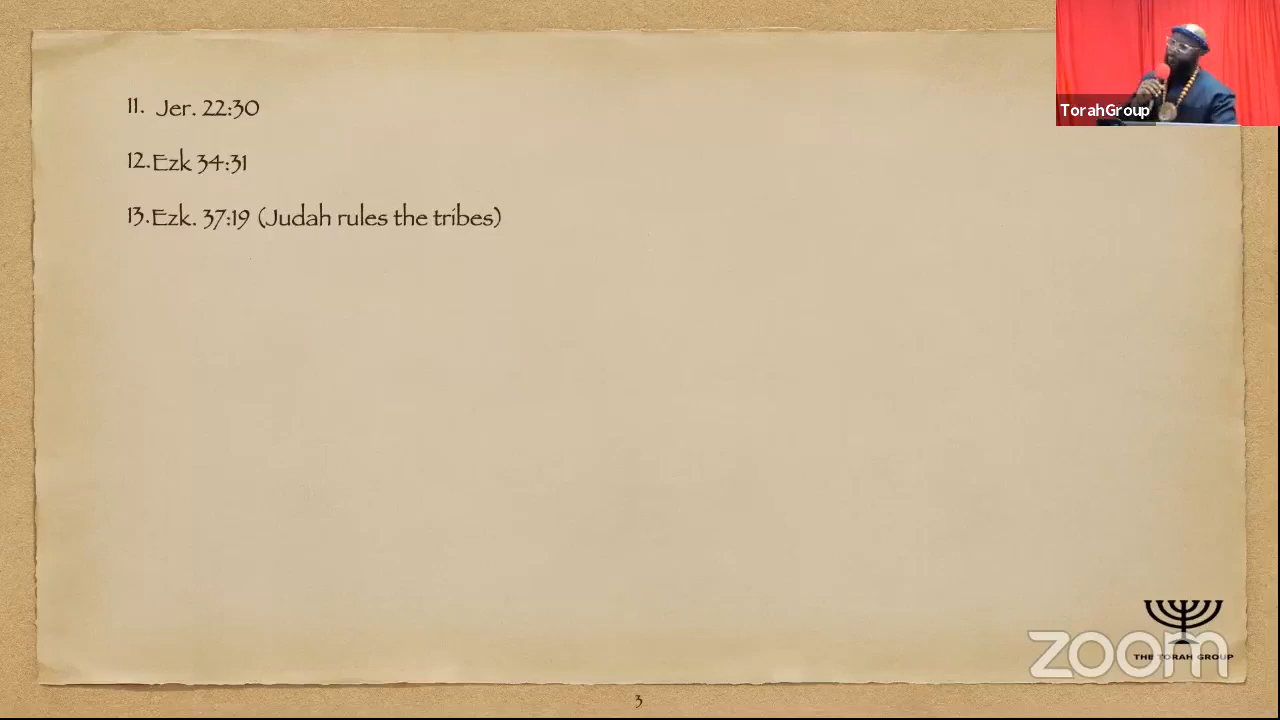 TorahGroup
11. Jer. 22:30
12. Ezk 34:31
13. Ezk. 37:19 (Judah rules the tribes)
THE TORAH GROUP
zoom
3